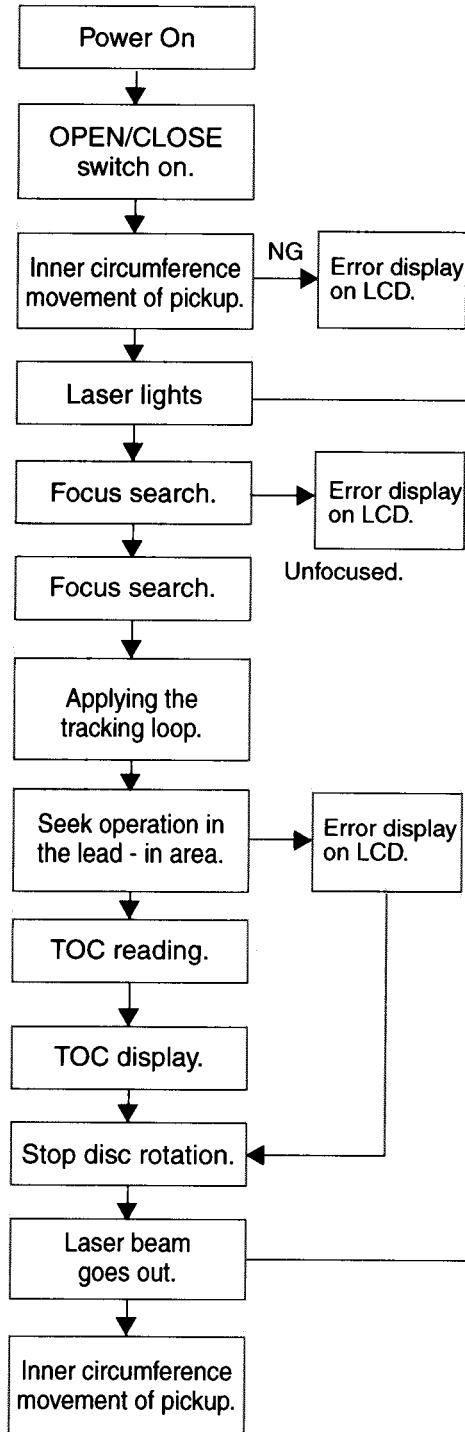 Power On
OPEN/CLOSE
switch on.
Inner circumference
movement of pickup.
NG
Error display
on LCD.
Laser lights
Focus search.
Error display
on LCD.
Unfocused.
Focus search.
Applying the
tracking loop.
Seek operation in
the lead - in area.
Error display
on LCD.
TOC reading.
TOC display.
Stop disc rotation.
Laser beam
goes out.
Inner circumference
movement of pickup.